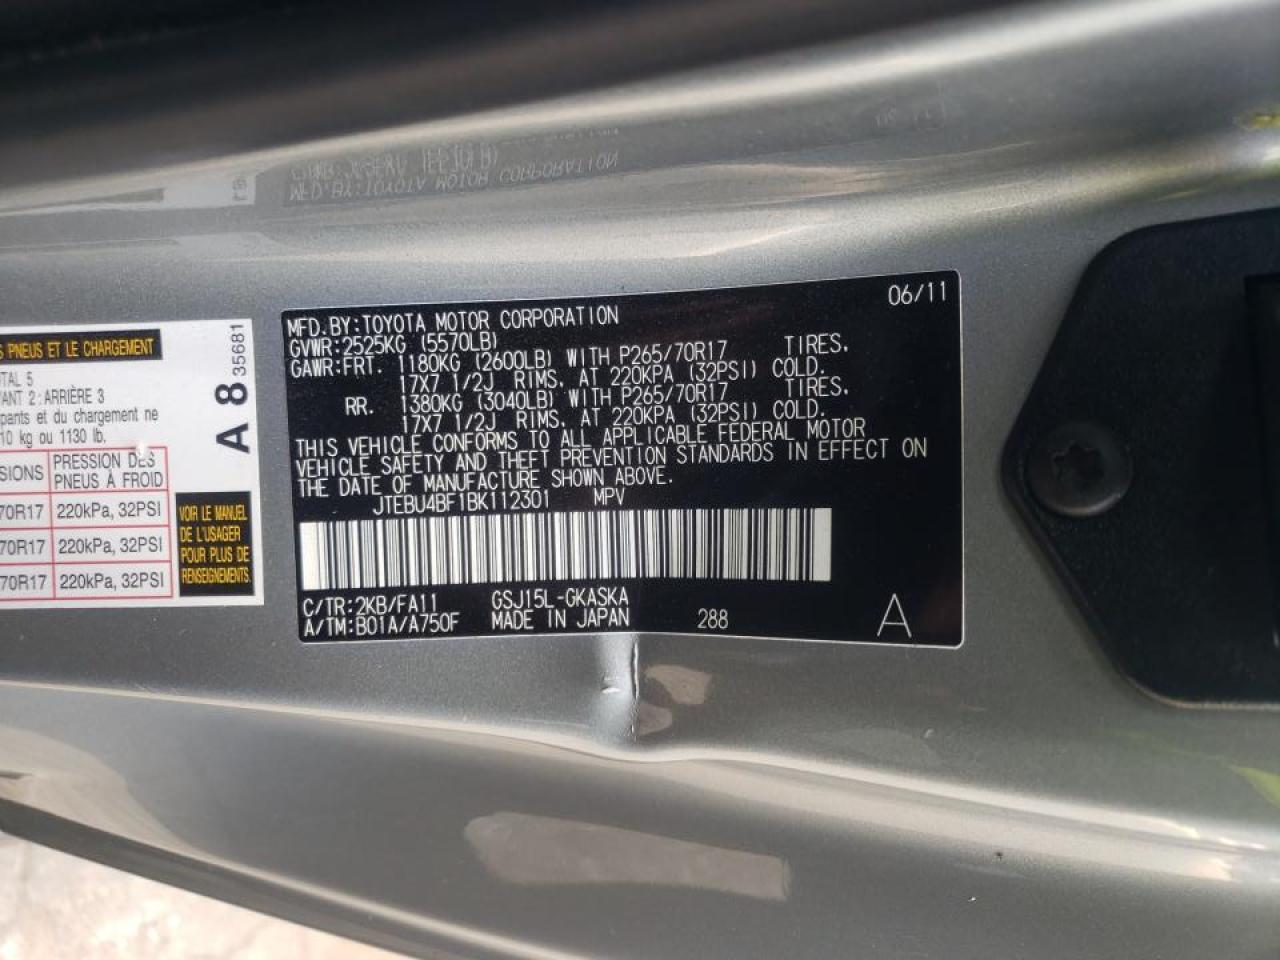 S PNEUS ET LE CHARGEMENT
TAL 5
VANT 2: ARRIÈRE 3
pants et du chargement ne
10 kg ou 1130 lb.
SIONS PRESSION DES PNEUS À FROID
70R17 220kPa, 32PSI
70R17 220kPa, 32PSI
70R17 220kPa, 32PSI
A 8 35681
VOIR LE MANUEL
DE L'USAGER
POUR PLUS DE
RENSEIGNEMENTS.
06/11
MFD.BY:TOYOTA MOTOR CORPORATION
GVWR:2525KG (5570LB)
GAWR:FRT. 1180KG (2600LB) WITH P265/70R17 TIRES,
17X7 1/2J RIMS, AT 220KPA (32PSI) COLD.
RR. 1380KG (3040LB) WITH P265/70R17 TIRES,
17X7 1/2J RIMS, AT 220KPA (32PSI) COLD.
THIS VEHICLE CONFORMS TO ALL APPLICABLE FEDERAL MOTOR
VEHICLE SAFETY AND THEFT PREVENTION STANDARDS IN EFFECT ON
THE DATE OF MANUFACTURE SHOWN ABOVE.
JTEBU4BF1BK112301 MPV
C/TR:2KB/FA11 GSJ15L-GKASKA
A/TM:B01A/A750F MADE IN JAPAN 288 A